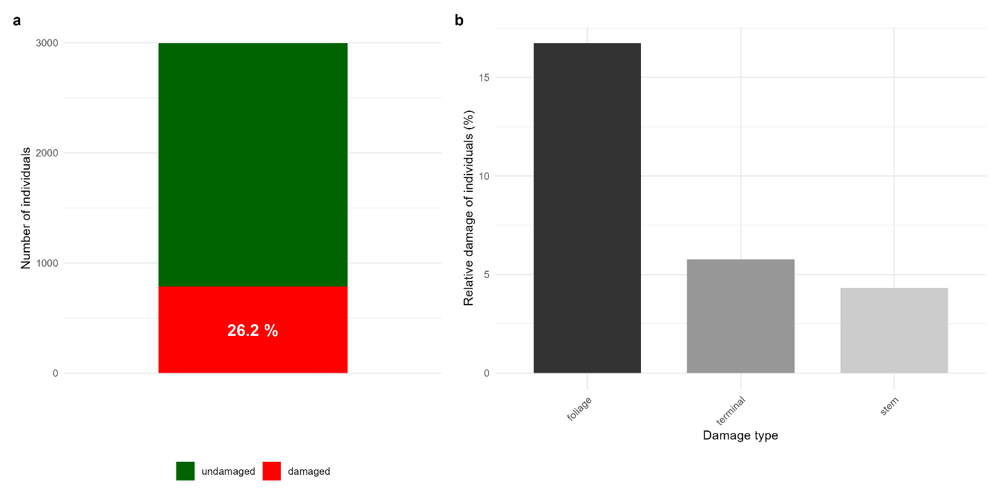 a
Number of individuals
3000
2000
1000
0
26.2 %
undamaged damaged
b
Relative damage of individuals (%)
15
10
5
0
foliage
terminal
stem
Damage type